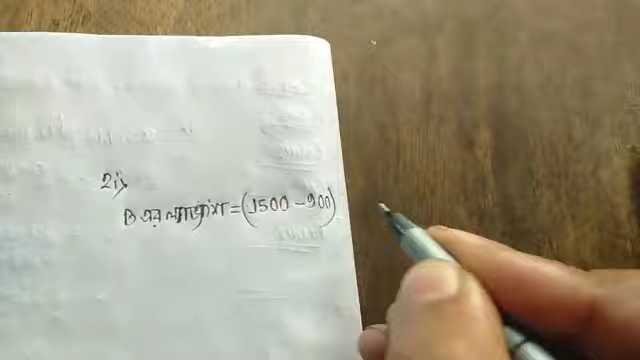 2i)
B এর লাভাংশ = (1500 - 900)